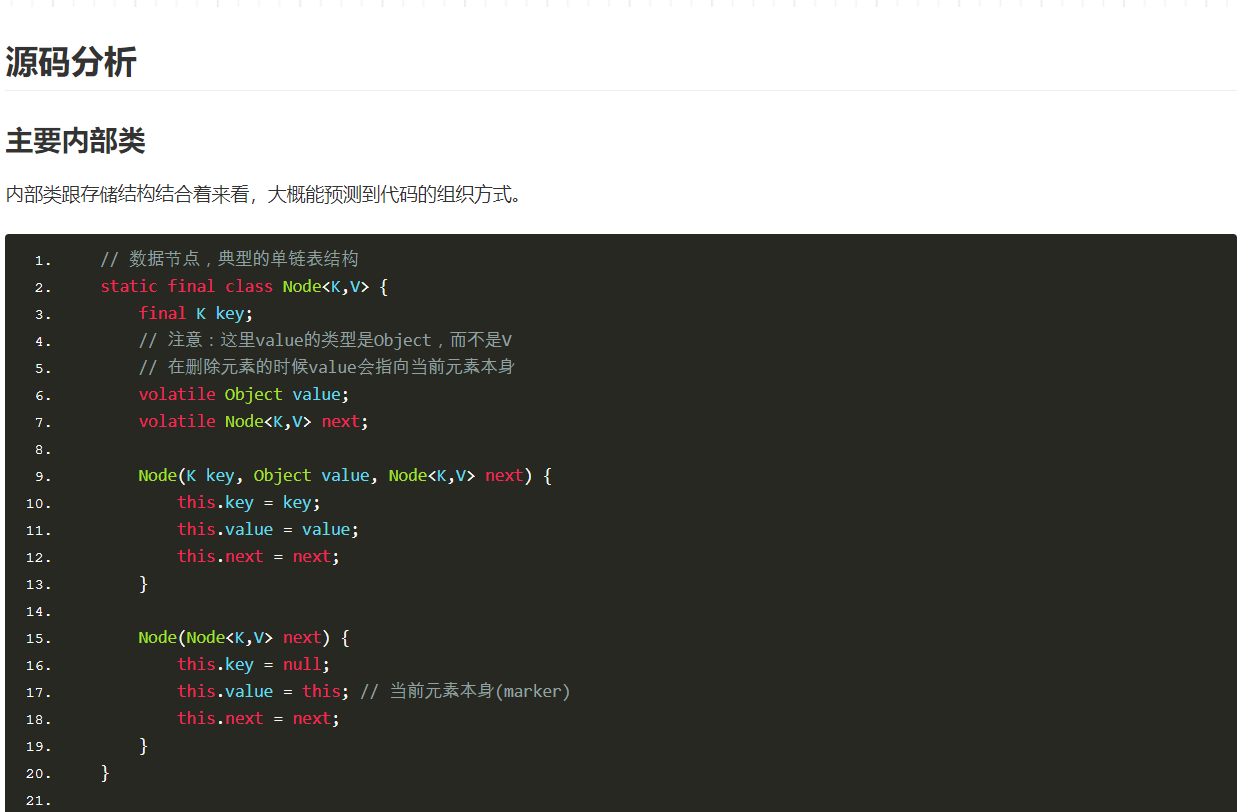 源码分析
主要内部类
内部类跟存储结构结合着来看，大概能预测到代码的组织方式。
1. // 数据节点，典型的单链表结构
2. static final class Node<K,V> {
3. final K key;
4. // 注意：这里value的类型是Object，而不是V
5. // 在删除元素的时候value会指向当前元素本身
6. volatile Object value;
7. volatile Node<K,V> next;
8.
9. Node(K key, Object value, Node<K,V> next) {
10. this.key = key;
11. this.value = value;
12. this.next = next;
13. }
14.
15. Node(Node<K,V> next) {
16. this.key = null;
17. this.value = this; // 当前元素本身(marker)
18. this.next = next;
19. }
20. }
21.